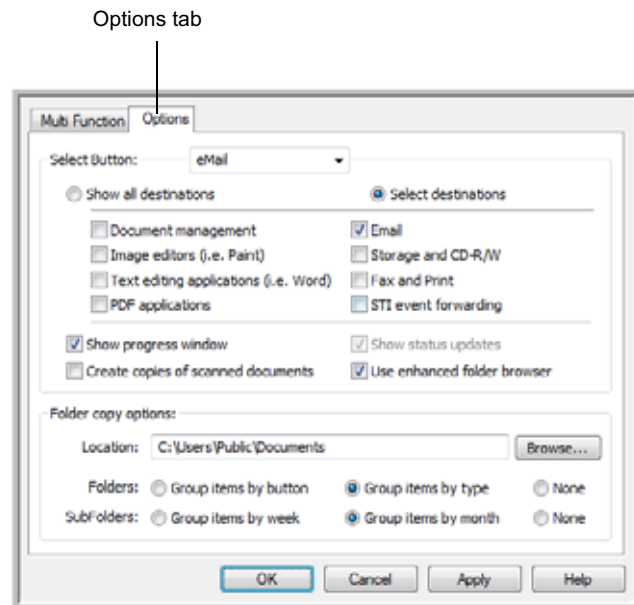 Options tab
Multi Function Options
Select Button: eMail
Show all destinations Select destinations
Document management Email
Image editors (i.e. Paint) Storage and CD-R/W
Text editing applications (i.e. Word) Fax and Print
PDF applications STI event forwarding
Show progress window Show status updates
Create copies of scanned documents Use enhanced folder browser
Folder copy options:
Location: C:\Users\Public\Documents Browse...
Folders: Group items by button Group items by type None
SubFolders: Group items by week Group items by month None
OK Cancel Apply Help